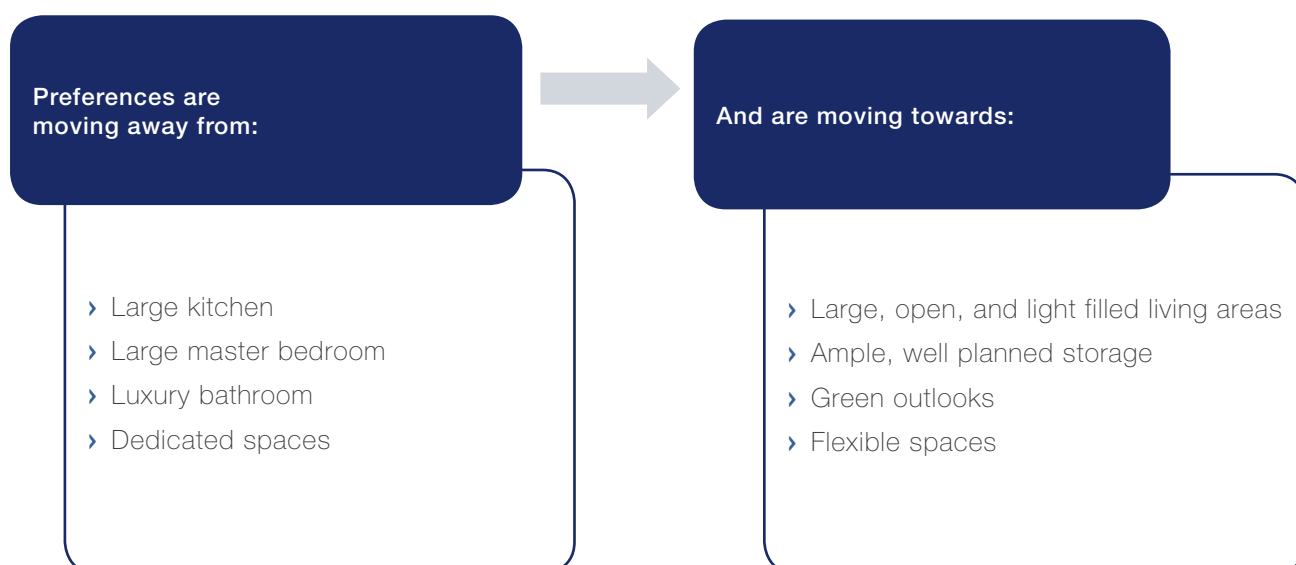 Preferences are
moving away from:
› Large kitchen
› Large master bedroom
› Luxury bathroom
› Dedicated spaces
And are moving towards:
› Large, open, and light filled living areas
› Ample, well planned storage
› Green outlooks
› Flexible spaces